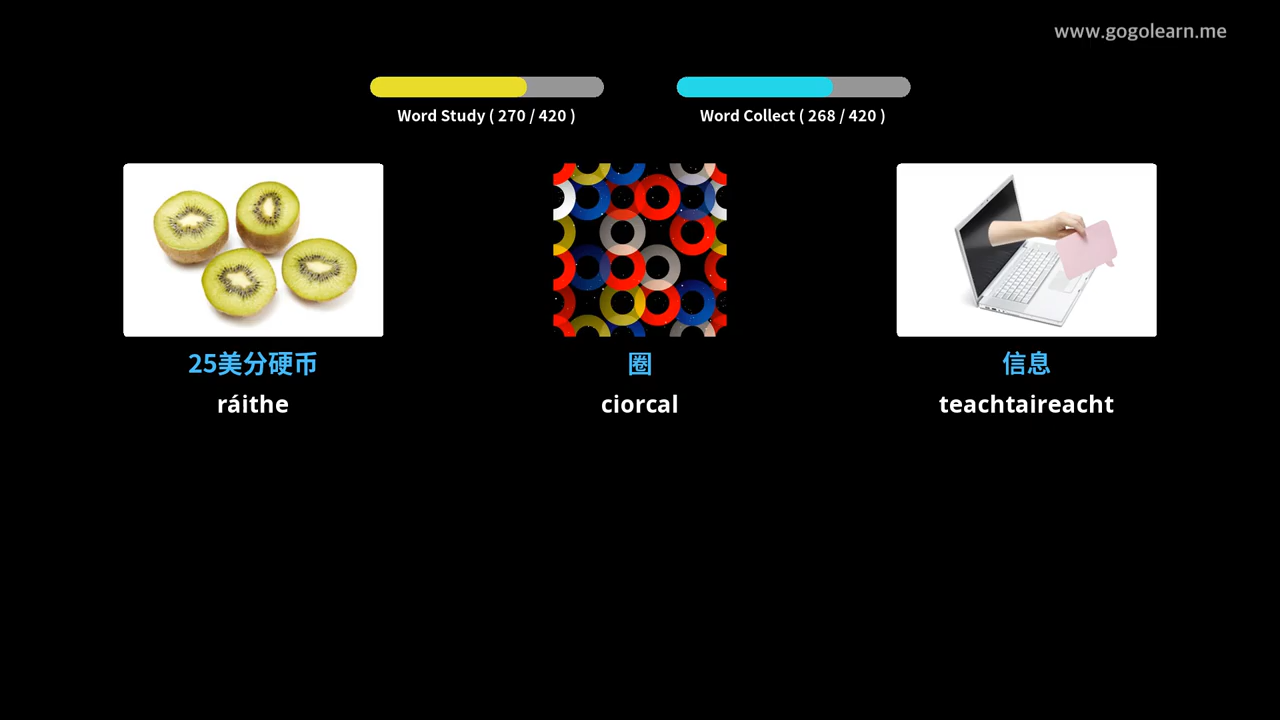 www.gogolearn.me
Word Study ( 270 / 420 )
Word Collect ( 268 / 420 )
25美分硬币
圈
信息
ráithe
ciorcal
teachtaireacht